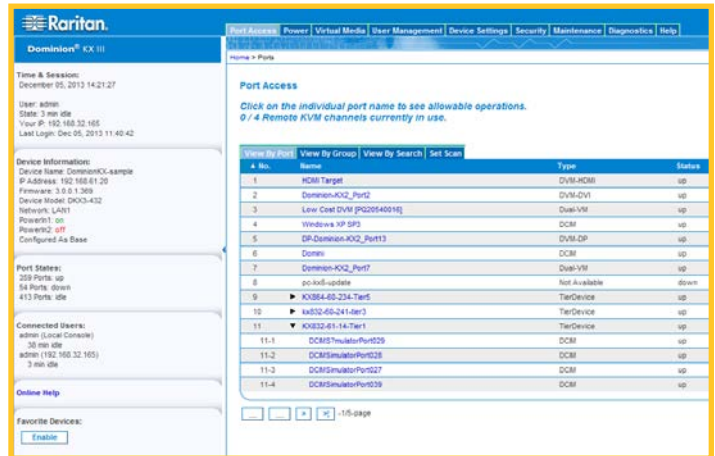 Raritan.
Dominion® KX III
Port Access Power Virtual Media User Management Device Settings Security Maintenance Diagnostics Help
Home > Ports
Time & Session:
December 05, 2013 14:21:27
User: admin
State: 3 min idle
Your IP: 192.168.32.165
Last Login: Dec 05, 2013 11:40:42
Device Information:
Device Name: DominionKX-sample
IP Address: 192.168.61.20
Firmware: 3.0.0.1.369
Device Model: DKX3-432
Network: LAN1
PowerIn1: on
PowerIn2: off
Configured As Base
Port States:
259 Ports: up
54 Ports: down
413 Ports: idle
Connected Users:
admin (Local Console)
38 min idle
admin (192.168.32.165)
3 min idle
Online Help
Favorite Devices:
Enable
Port Access
Click on the individual port name to see allowable operations.
0 / 4 Remote KVM channels currently in use.
View By Port View By Group View By Search Set Scan
▲ No. Name Type Status
1 HDMI Target DVM-HDMI up
2 Dominion-KX2_Port2 DVM-DVI up
3 Low Cost DVM [PQ20540016] Dual-VM up
4 Windows XP SP3 DCIM up
5 DP-Dominion-KX2_Port13 DVM-DP up
6 Domini DCIM up
7 Dominion-KX2_Port7 Dual-VM up
8 pc-kx8-update Not Available down
9 ► KX864-60-234-Tier5 TierDevice up
10 ► kx832-60-241-tier3 TierDevice up
11 ▼ KX832-61-14-Tier1 TierDevice up
11-1 DCIMS?mulatorPort029 DCIM up
11-2 DCIMSimulatorPort028 DCIM up
11-3 DCIMSimulatorPort027 DCIM up
11-4 DCIMSimulatorPort039 DCIM up
... ... > >| -1/5-page